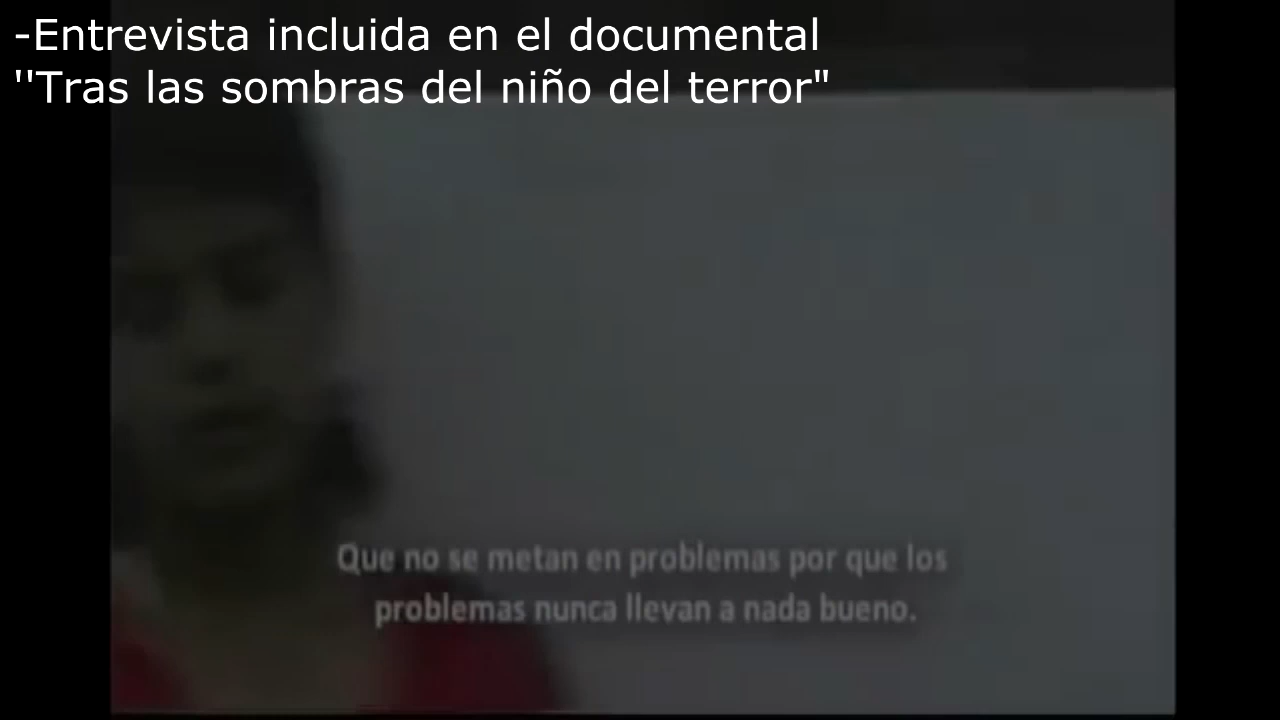 -Entrevista incluida en el documental
''Tras las sombras del niño del terror"
Que no se metan en problemas por que los
problemas nunca llevan a nada bueno.